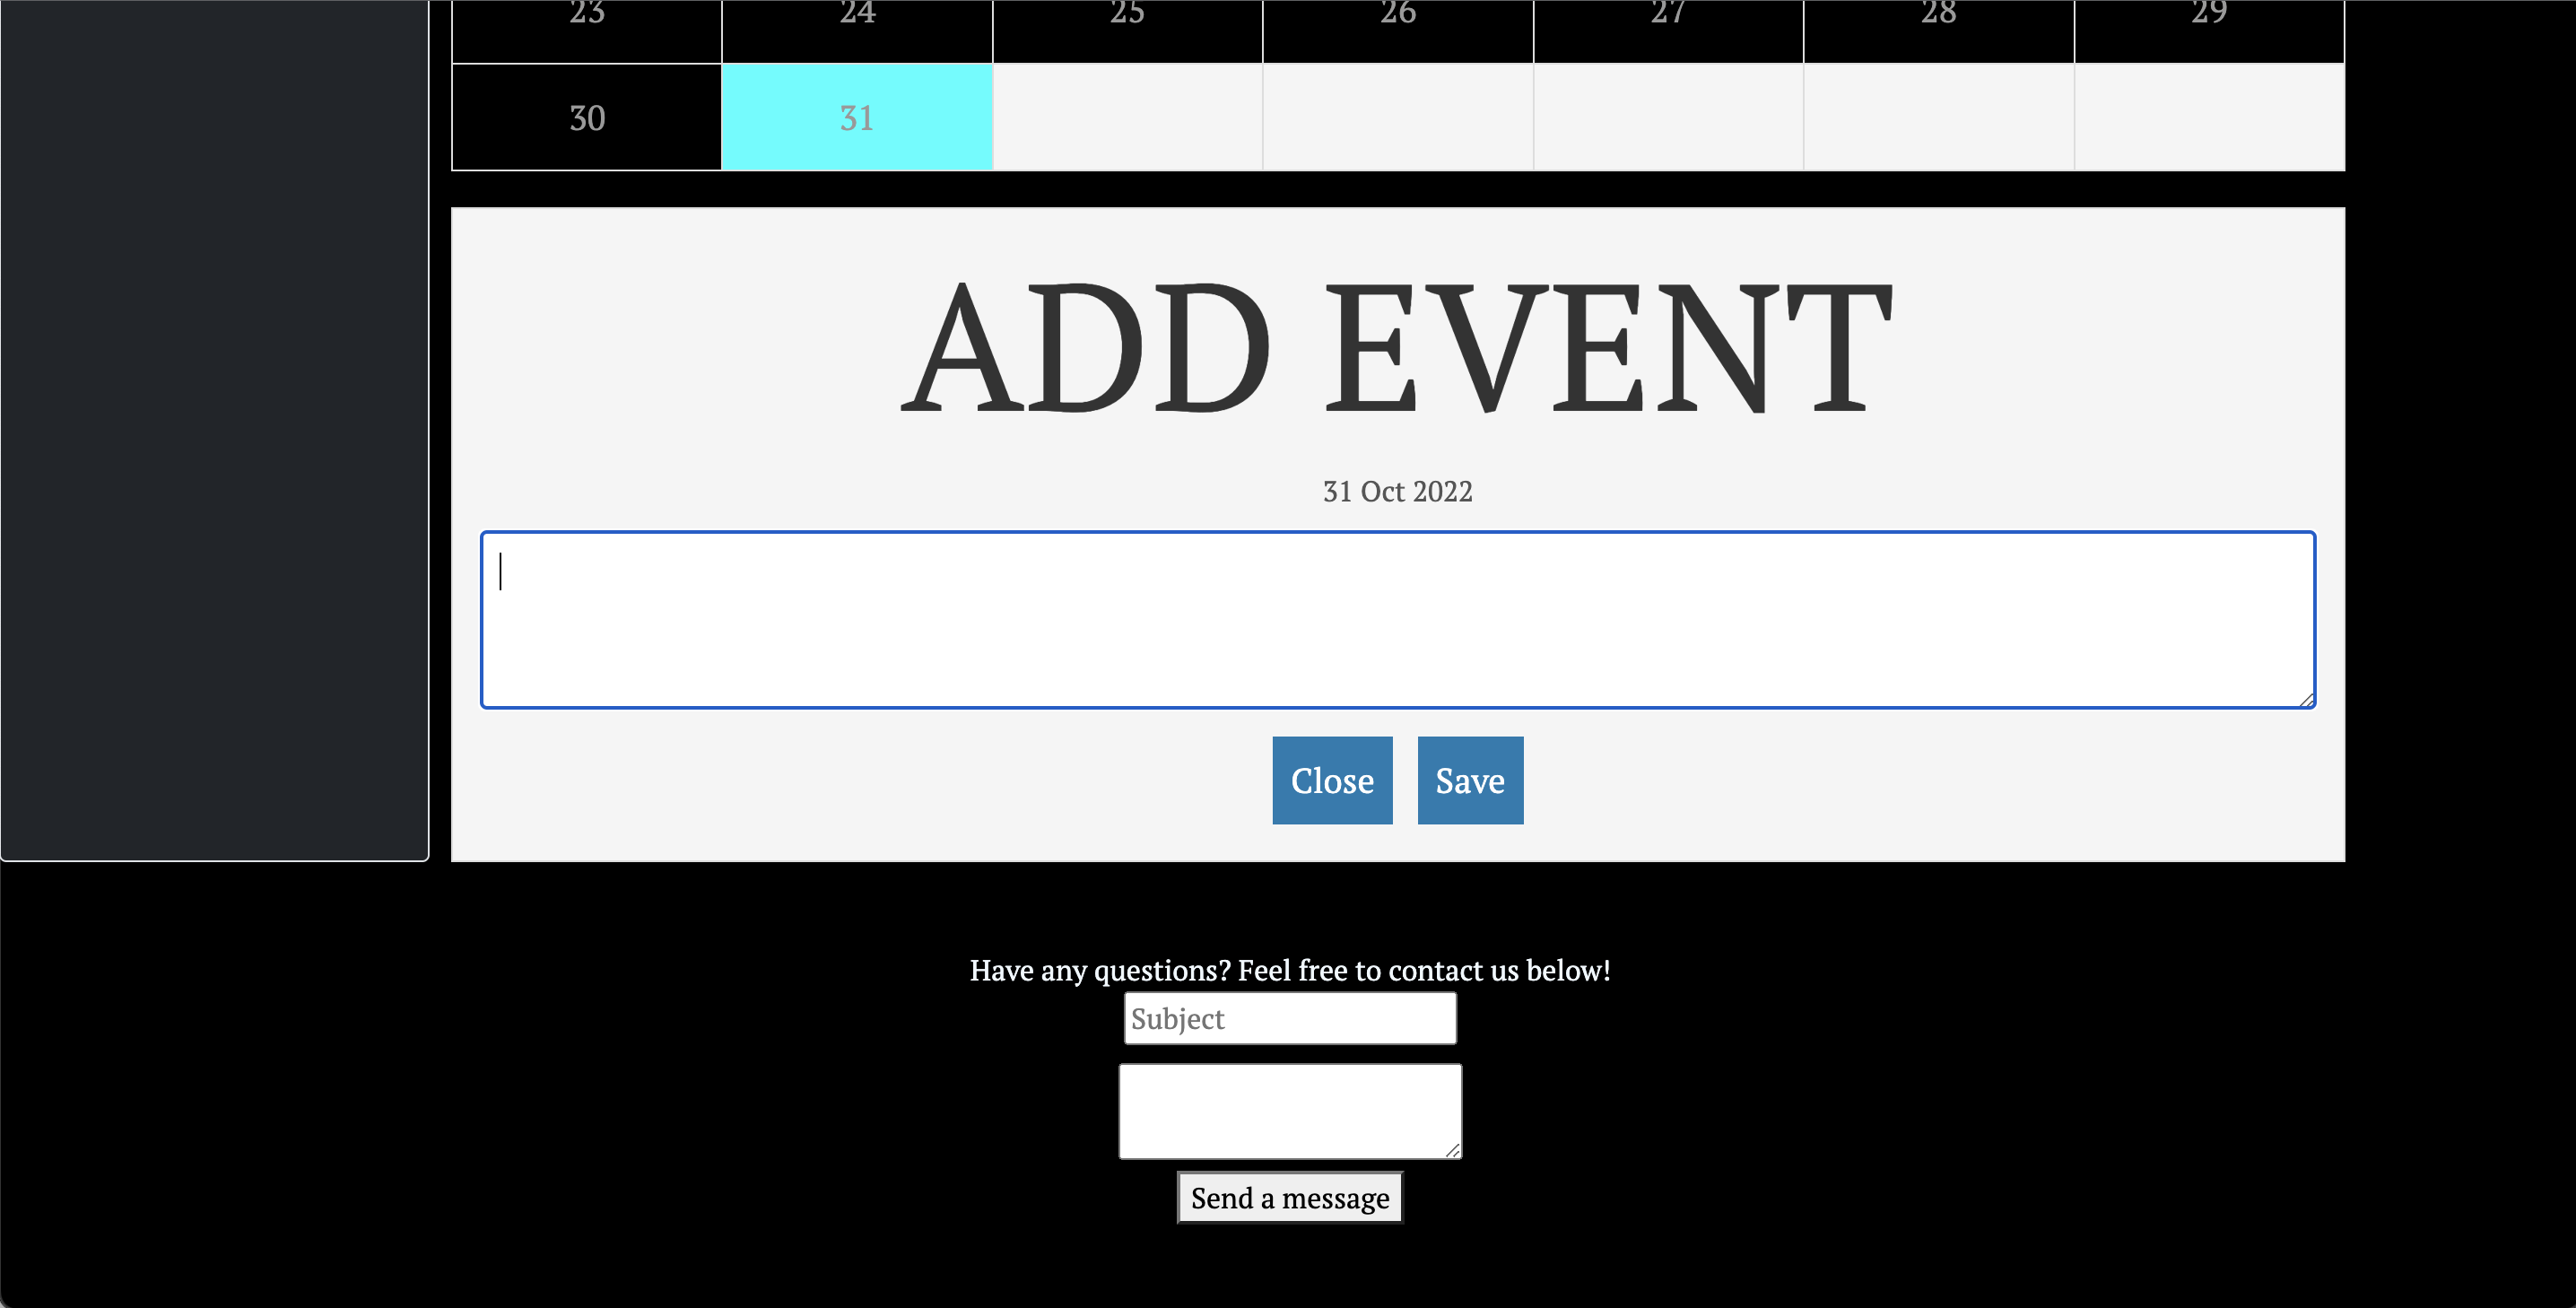 23 24 25 26 27 28 29
30 31
ADD EVENT
31 Oct 2022
Close Save
Have any questions? Feel free to contact us below!
Subject
Send a message